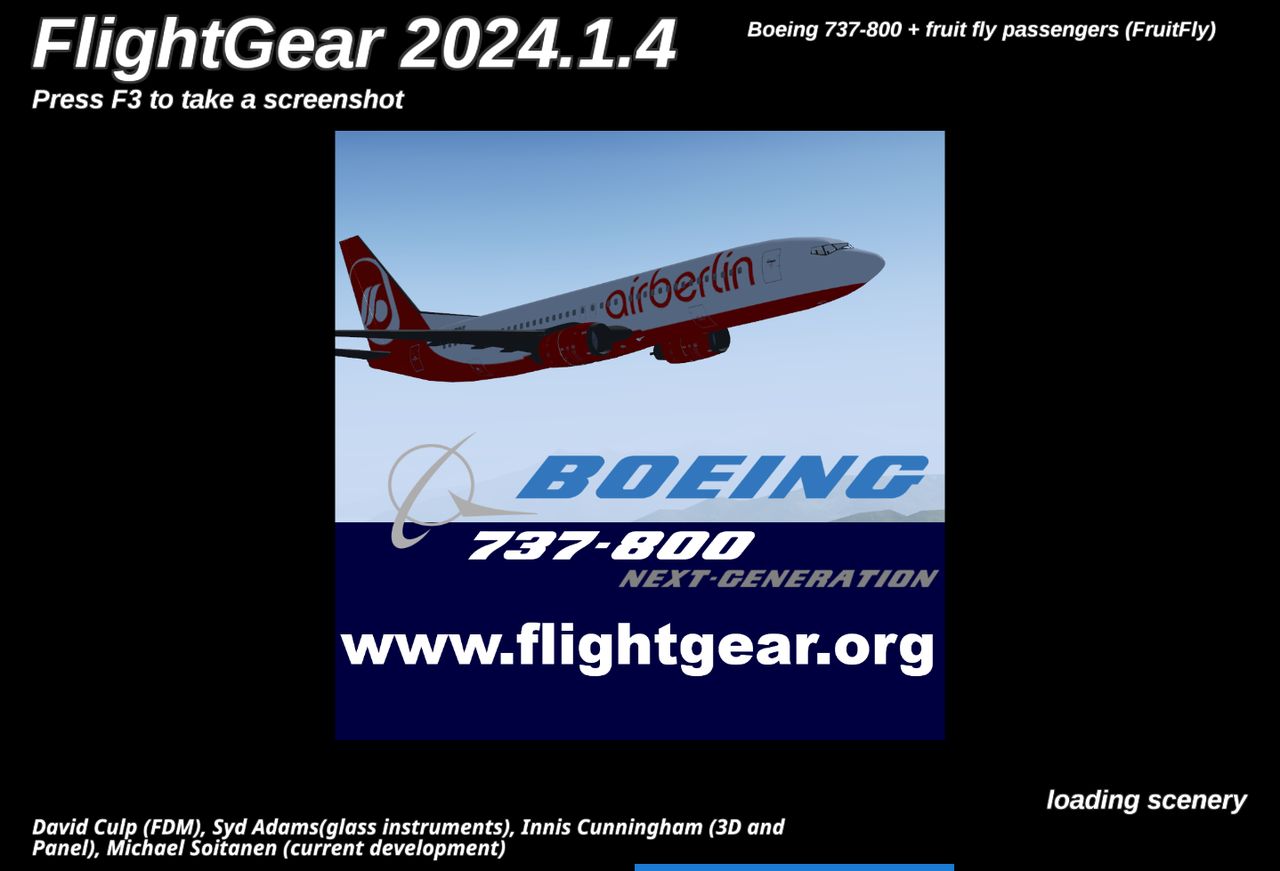 FlightGear 2024.1.4
Boeing 737-800 + fruit fly passengers (FruitFly)
Press F3 to take a screenshot
airberlin
BOEING
737-800
NEXT-GENERATION
www.flightgear.org
loading scenery
David Culp (FDM), Syd Adams(glass instruments), Innis Cunningham (3D and
Panel), Michael Soitanen (current development)